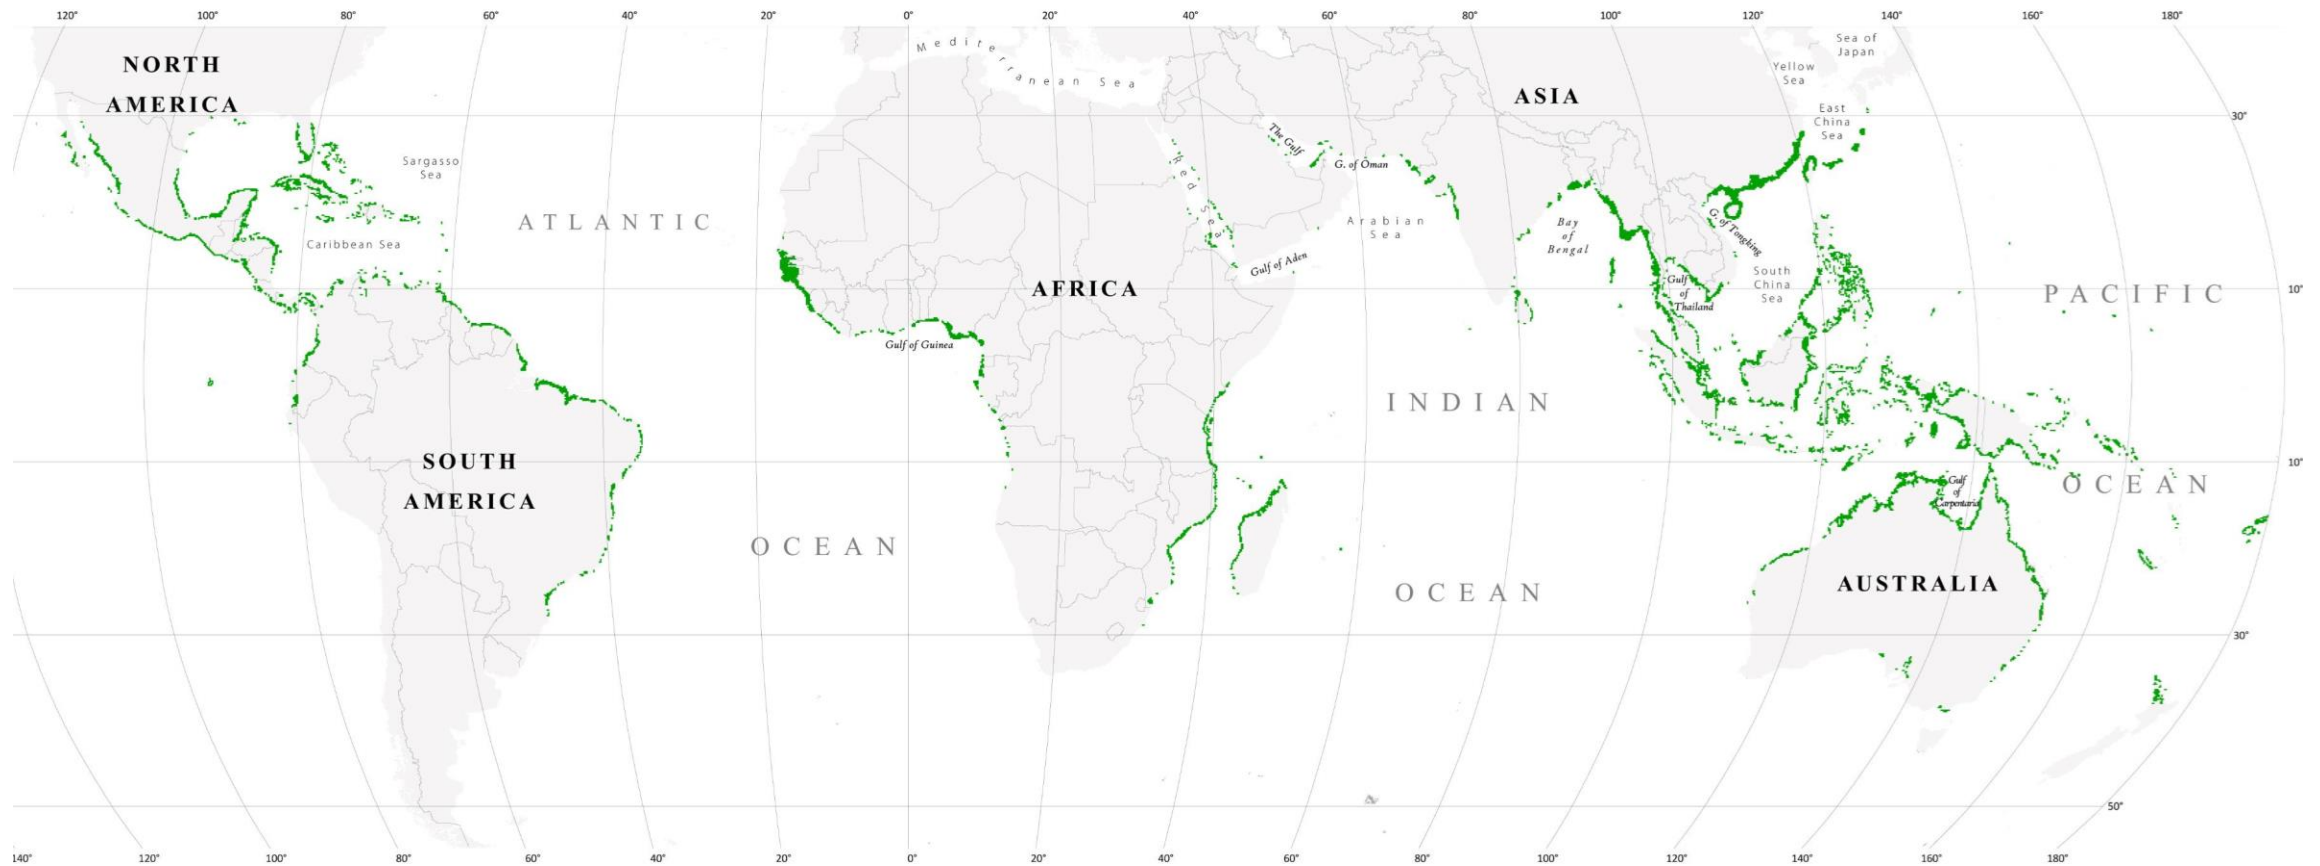 120° 100° 80° 60° 40° 20° 0° 20° 40° 60° 80° 100° 120° 140° 160° 180°
NORTH
AMERICA
ASIA
AFRICA
SOUTH
AMERICA
AUSTRALIA
Mediterranean Sea
Sea of
Japan
Yellow
Sea
East
China
Sea
30°
Sargasso
Sea
The Gulf
G. of Oman
Red Sea
ATLANTIC
Caribbean Sea
Arabian
Sea
Bay
of
Bengal
G. of Tongking
Gulf of Aden
South
China
Sea
Gulf
of
Thailand
PACIFIC
10°
Gulf of Guinea
INDIAN
10°
OCEAN
Gulf
of
Carpentaria
OCEAN
OCEAN
30°
50°
140° 120° 100° 80° 60° 40° 20° 0° 20° 40° 60° 80° 100° 120° 140° 160° 180°